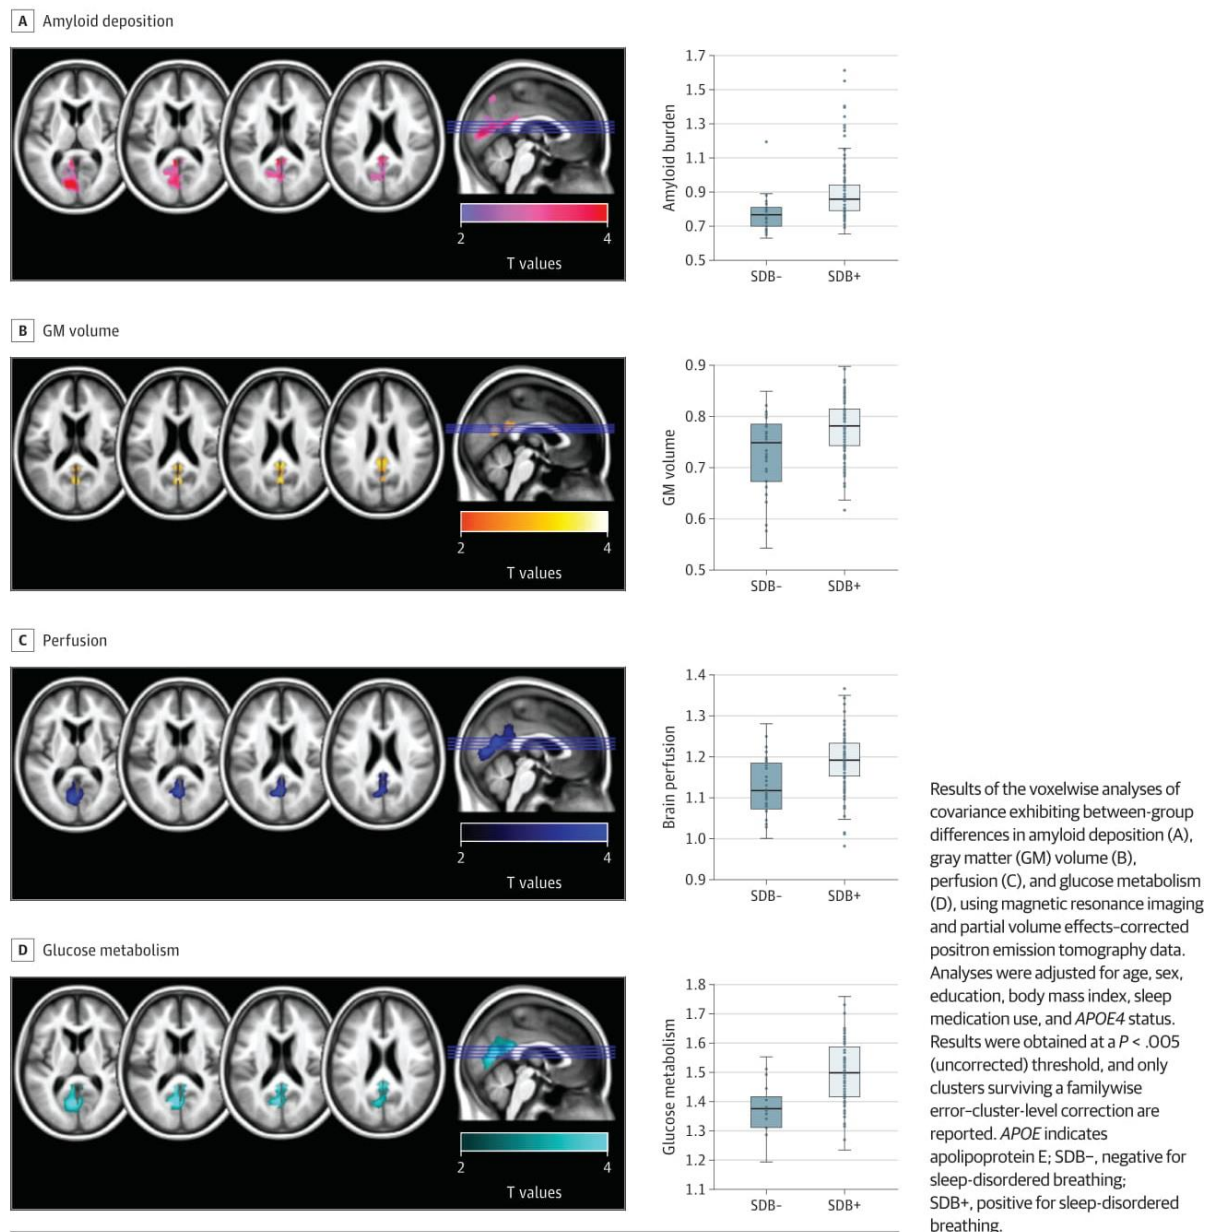 A Amyloid deposition
2 4
T values
Amyloid burden
1.7
1.5
1.3
1.1
0.9
0.7
0.5
SDB- SDB+
B GM volume
2 4
T values
GM volume
0.9
0.8
0.7
0.6
0.5
SDB- SDB+
C Perfusion
2 4
T values
Brain perfusion
1.4
1.3
1.2
1.1
1.0
0.9
SDB- SDB+
D Glucose metabolism
2 4
T values
Glucose metabolism
1.8
1.7
1.6
1.5
1.4
1.3
1.2
1.1
SDB- SDB+
Results of the voxelwise analyses of
covariance exhibiting between-group
differences in amyloid deposition (A),
gray matter (GM) volume (B),
perfusion (C), and glucose metabolism
(D), using magnetic resonance imaging
and partial volume effects–corrected
positron emission tomography data.
Analyses were adjusted for age, sex,
education, body mass index, sleep
medication use, and APOE4 status.
Results were obtained at a P < .005
(uncorrected) threshold, and only
clusters surviving a familywise
error–cluster-level correction are
reported. APOE indicates
apolipoprotein E; SDB−, negative for
sleep-disordered breathing;
SDB+, positive for sleep-disordered
breathing.